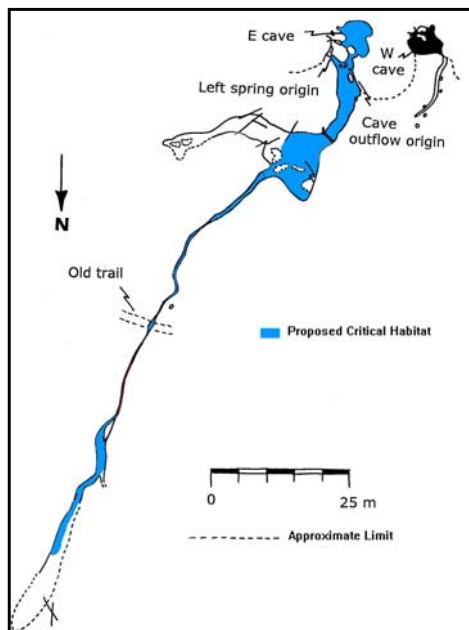 E cave
W
cave
Left spring origin
Cave
outflow origin
N
Old trail
Proposed Critical Habitat
0 25 m
Approximate Limit